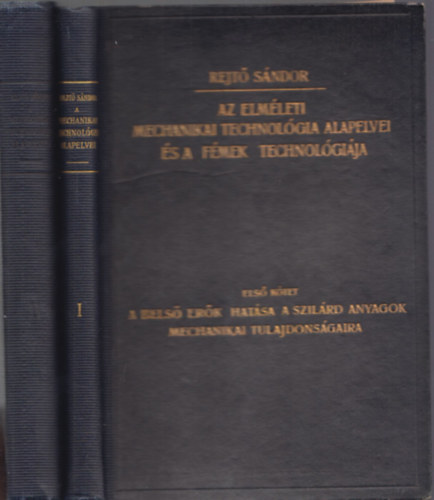 REJTŐ SÁNDOR
A
MECHANIKAI
TECHNOLÓGIA
ALAPELVEI
I
REJTŐ SÁNDOR
AZ ELMÉLETI
MECHANIKAI TECHNOLÓGIA ALAPELVEI
ÉS A FÉMEK TECHNOLÓGIÁJA
ELSŐ KÖTET
A BELSŐ ERŐK HATÁSA A SZILÁRD ANYAGOK
MECHANIKAI TULAJDONSÁGAIRA